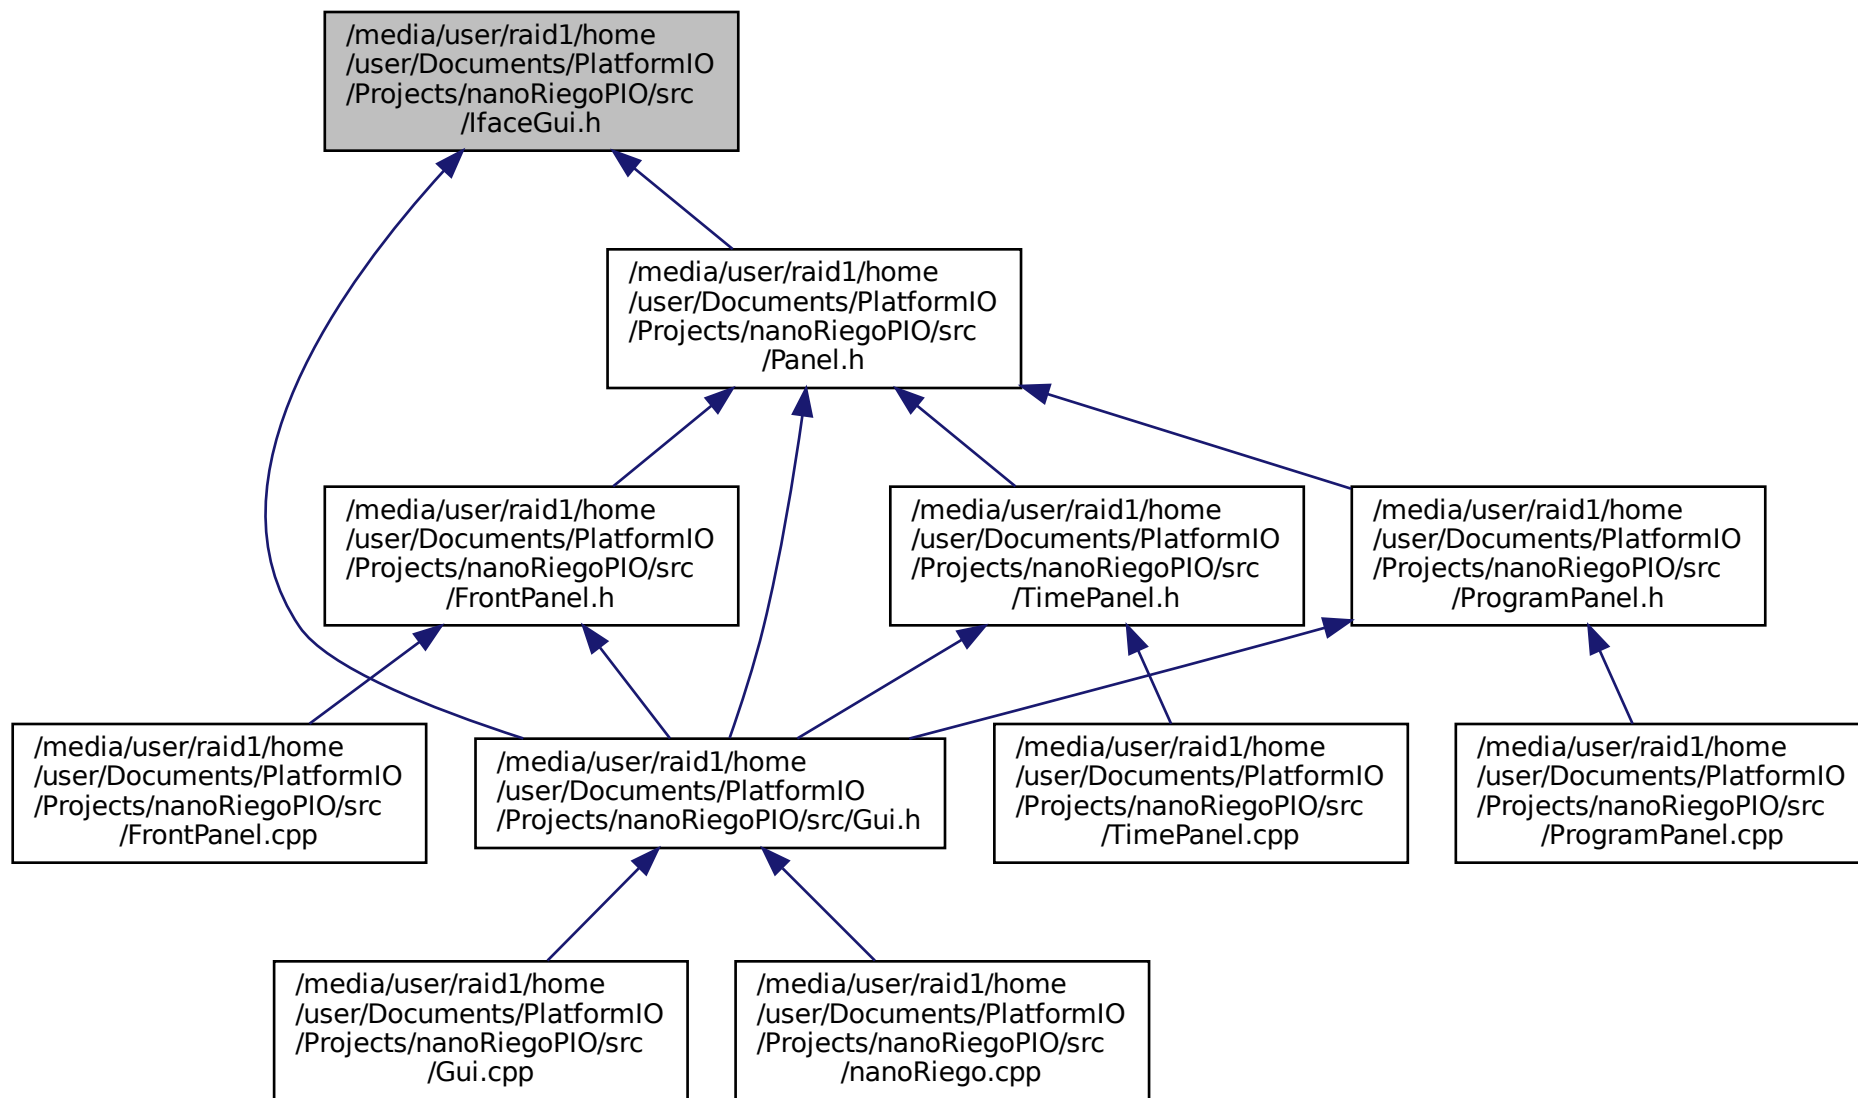 /media/user/raid1/home
/user/Documents/PlatformIO
/Projects/nanoRiegoPIO/src
/IfaceGui.h
/media/user/raid1/home
/user/Documents/PlatformIO
/Projects/nanoRiegoPIO/src
/Panel.h
/media/user/raid1/home
/user/Documents/PlatformIO
/Projects/nanoRiegoPIO/src
/FrontPanel.h
/media/user/raid1/home
/user/Documents/PlatformIO
/Projects/nanoRiegoPIO/src
/TimePanel.h
/media/user/raid1/home
/user/Documents/PlatformIO
/Projects/nanoRiegoPIO/src
/ProgramPanel.h
/media/user/raid1/home
/user/Documents/PlatformIO
/Projects/nanoRiegoPIO/src
/FrontPanel.cpp
/media/user/raid1/home
/user/Documents/PlatformIO
/Projects/nanoRiegoPIO/src/Gui.h
/media/user/raid1/home
/user/Documents/PlatformIO
/Projects/nanoRiegoPIO/src
/TimePanel.cpp
/media/user/raid1/home
/user/Documents/PlatformIO
/Projects/nanoRiegoPIO/src
/ProgramPanel.cpp
/media/user/raid1/home
/user/Documents/PlatformIO
/Projects/nanoRiegoPIO/src
/Gui.cpp
/media/user/raid1/home
/user/Documents/PlatformIO
/Projects/nanoRiegoPIO/src
/nanoRiego.cpp